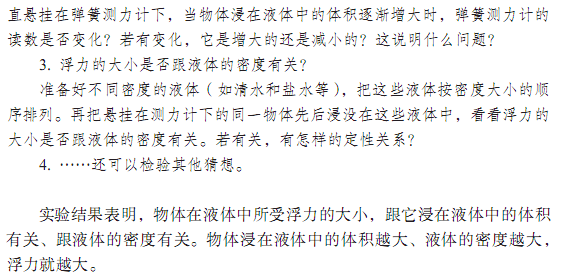 直悬挂在弹簧测力计下，当物体浸在液体中的体积逐渐增大时，弹簧测力计的
读数是否变化？若有变化，它是增大的还是减小的？这说明什么问题？
3. 浮力的大小是否跟液体的密度有关？
准备好不同密度的液体（如清水和盐水等），把这些液体按密度大小的顺
序排列。再把悬挂在测力计下的同一物体先后浸没在这些液体中，看看浮力的
大小是否跟液体的密度有关。若有关，有怎样的定性关系？
4. ……还可以检验其他猜想。
实验结果表明，物体在液体中所受浮力的大小，跟它浸在液体中的体积
有关、跟液体的密度有关。物体浸在液体中的体积越大、液体的密度越大，
浮力就越大。